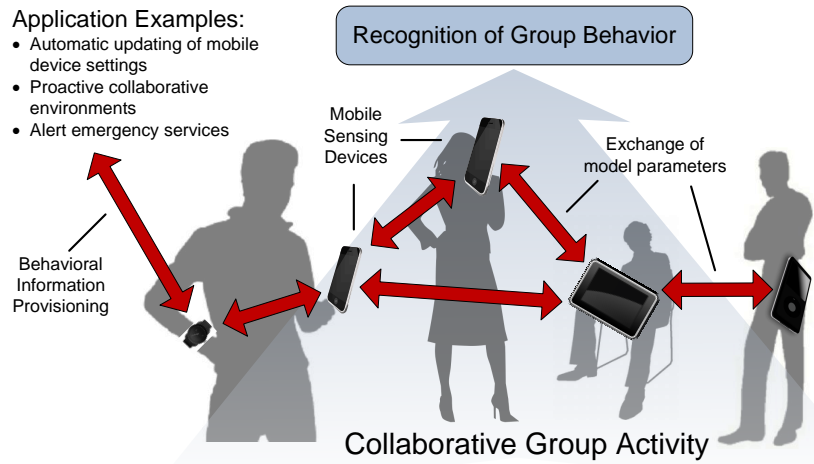 Application Examples:
• Automatic updating of mobile
device settings
• Proactive collaborative
environments
• Alert emergency services
Recognition of Group Behavior
Mobile
Sensing
Devices
Exchange of
model parameters
Behavioral
Information
Provisioning
Collaborative Group Activity